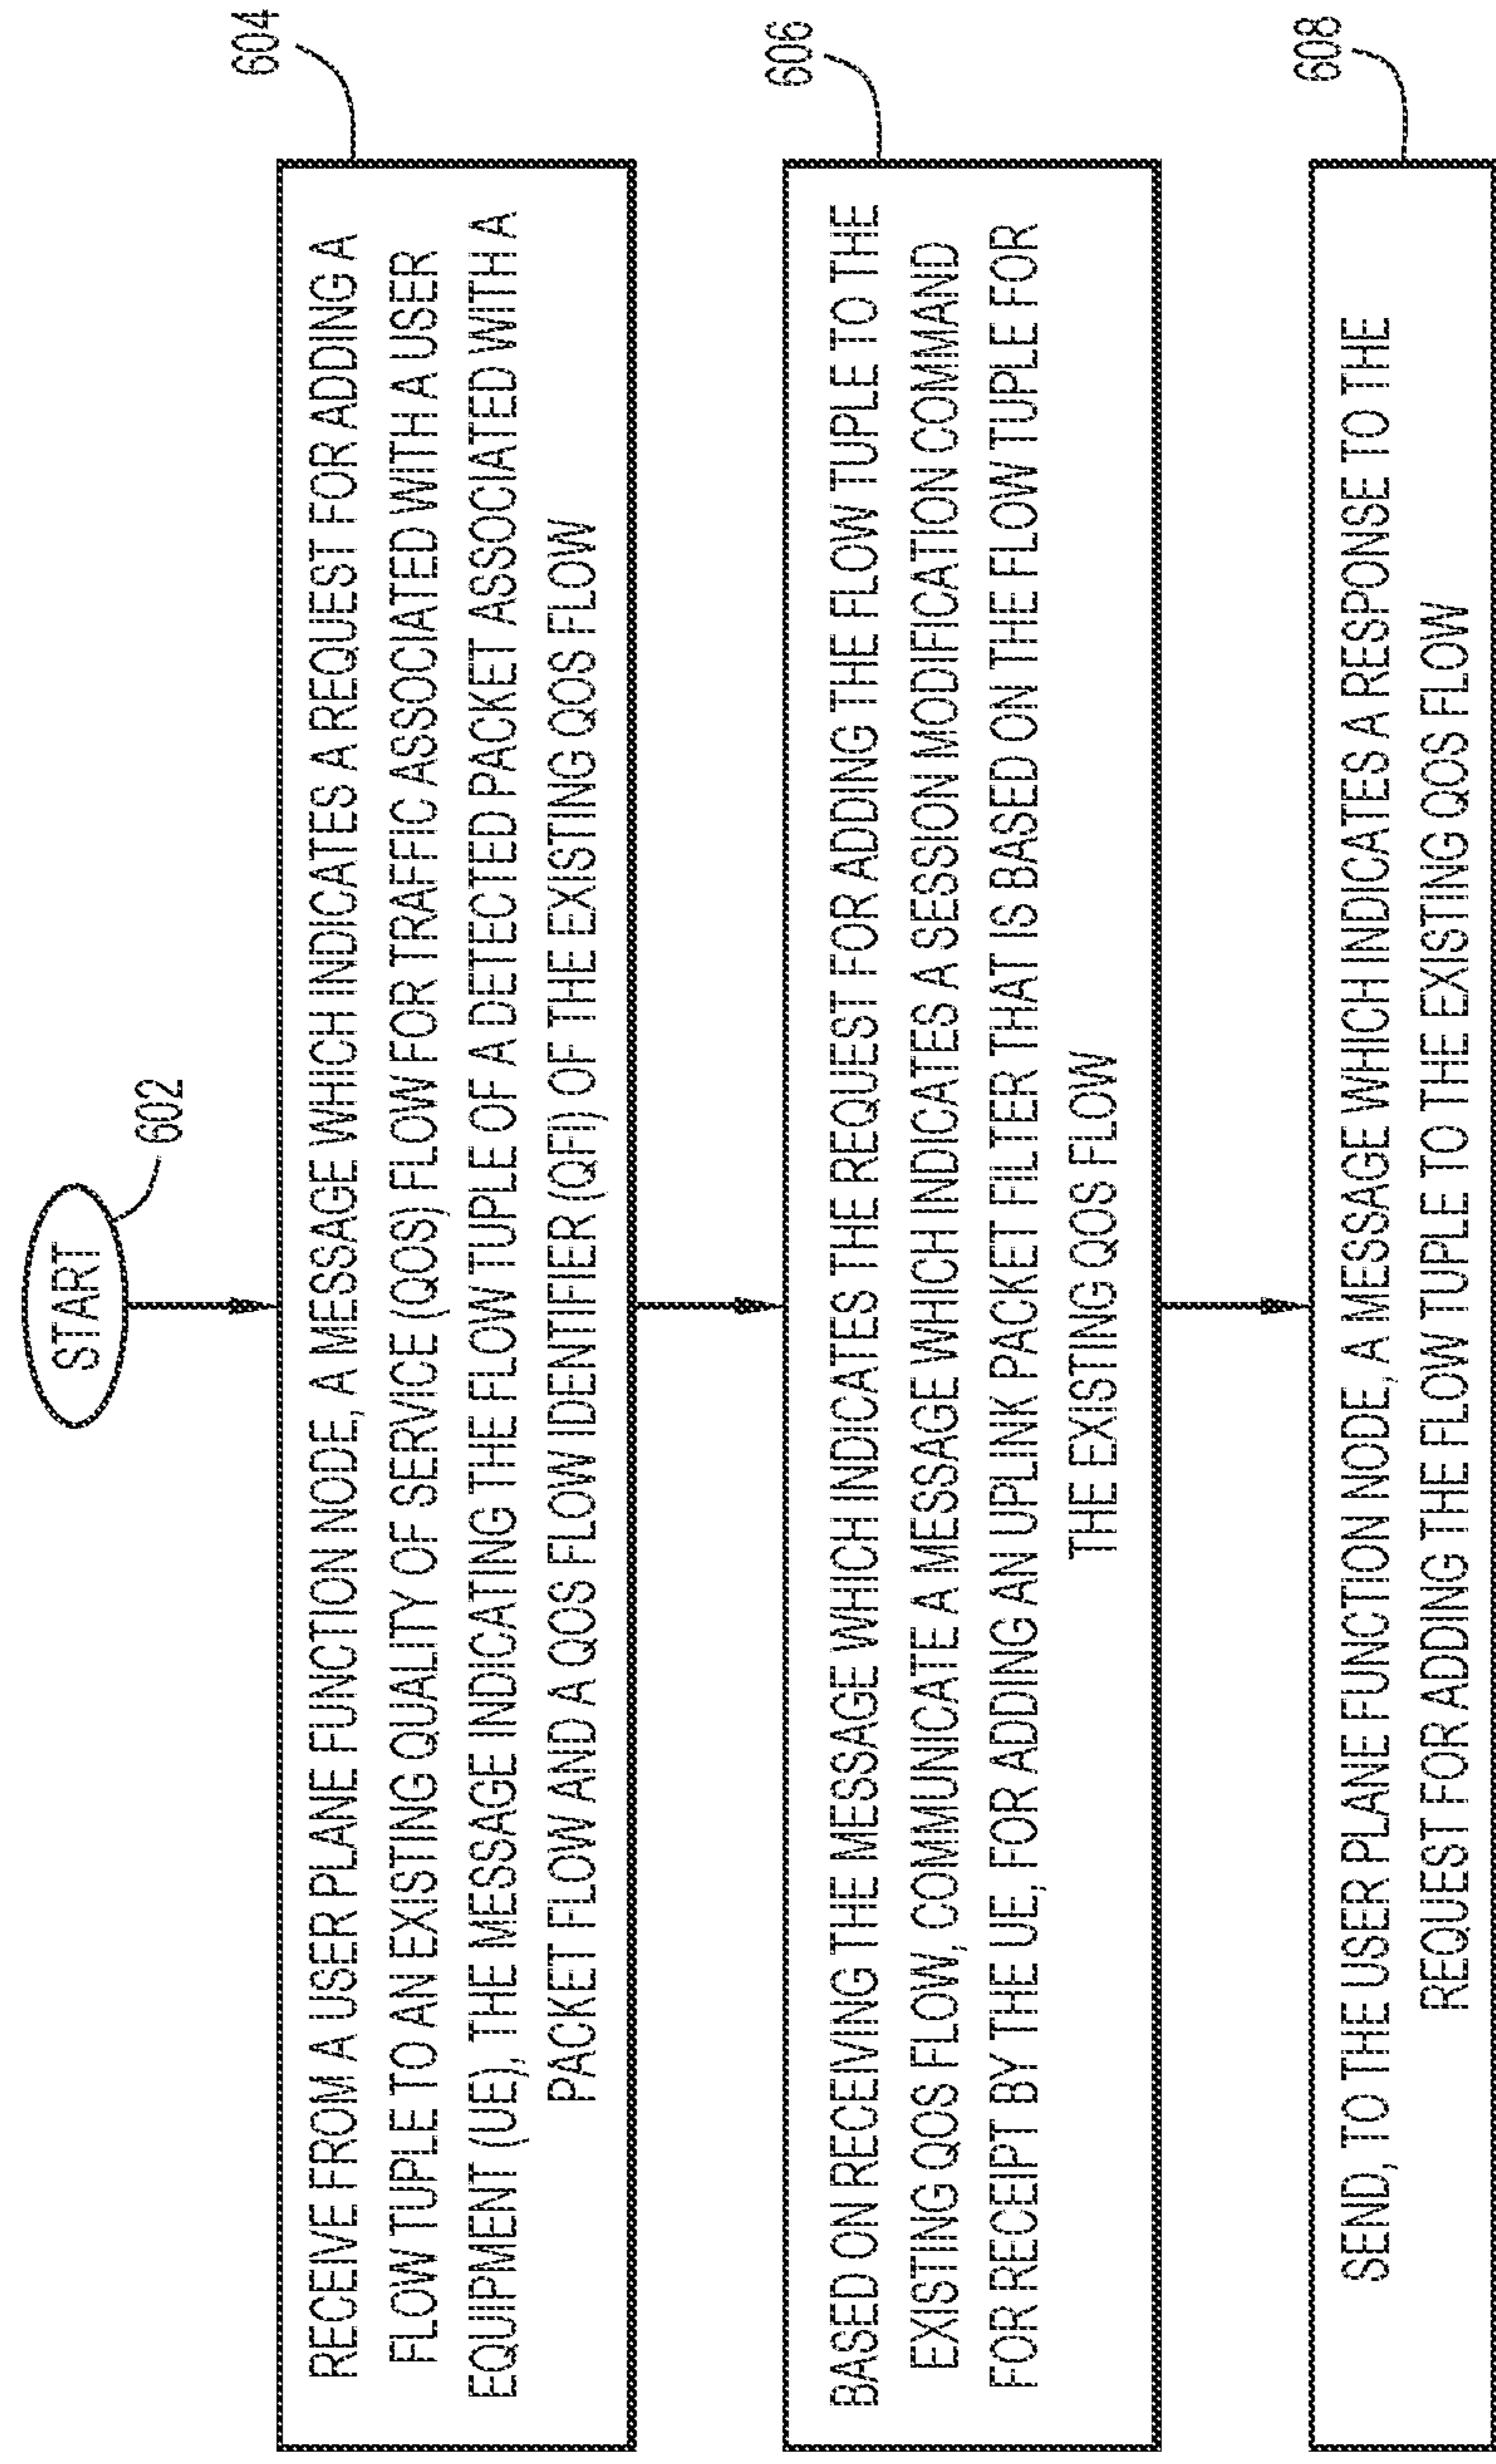 START
602
604
RECEIVE FROM A USER PLANE FUNCTION NODE, A MESSAGE WHICH INDICATES A REQUEST FOR ADDING A
FLOW TUPLE TO AN EXISTING QUALITY OF SERVICE (QOS) FLOW FOR TRAFFIC ASSOCIATED WITH A USER
EQUIPMENT (UE), THE MESSAGE INDICATING THE FLOW TUPLE OF A DETECTED PACKET ASSOCIATED WITH A
PACKET FLOW AND A QOS FLOW IDENTIFIER (QFI) OF THE EXISTING QOS FLOW
606
BASED ON RECEIVING THE MESSAGE WHICH INDICATES THE REQUEST FOR ADDING THE FLOW TUPLE TO THE
EXISTING QOS FLOW, COMMUNICATE A MESSAGE WHICH INDICATES A SESSION MODIFICATION COMMAND
FOR RECEIPT BY THE UE, FOR ADDING AN UPLINK PACKET FILTER THAT IS BASED ON THE FLOW TUPLE FOR
THE EXISTING QOS FLOW
608
SEND, TO THE USER PLANE FUNCTION NODE, A MESSAGE WHICH INDICATES A RESPONSE TO THE
REQUEST FOR ADDING THE FLOW TUPLE TO THE EXISTING QOS FLOW